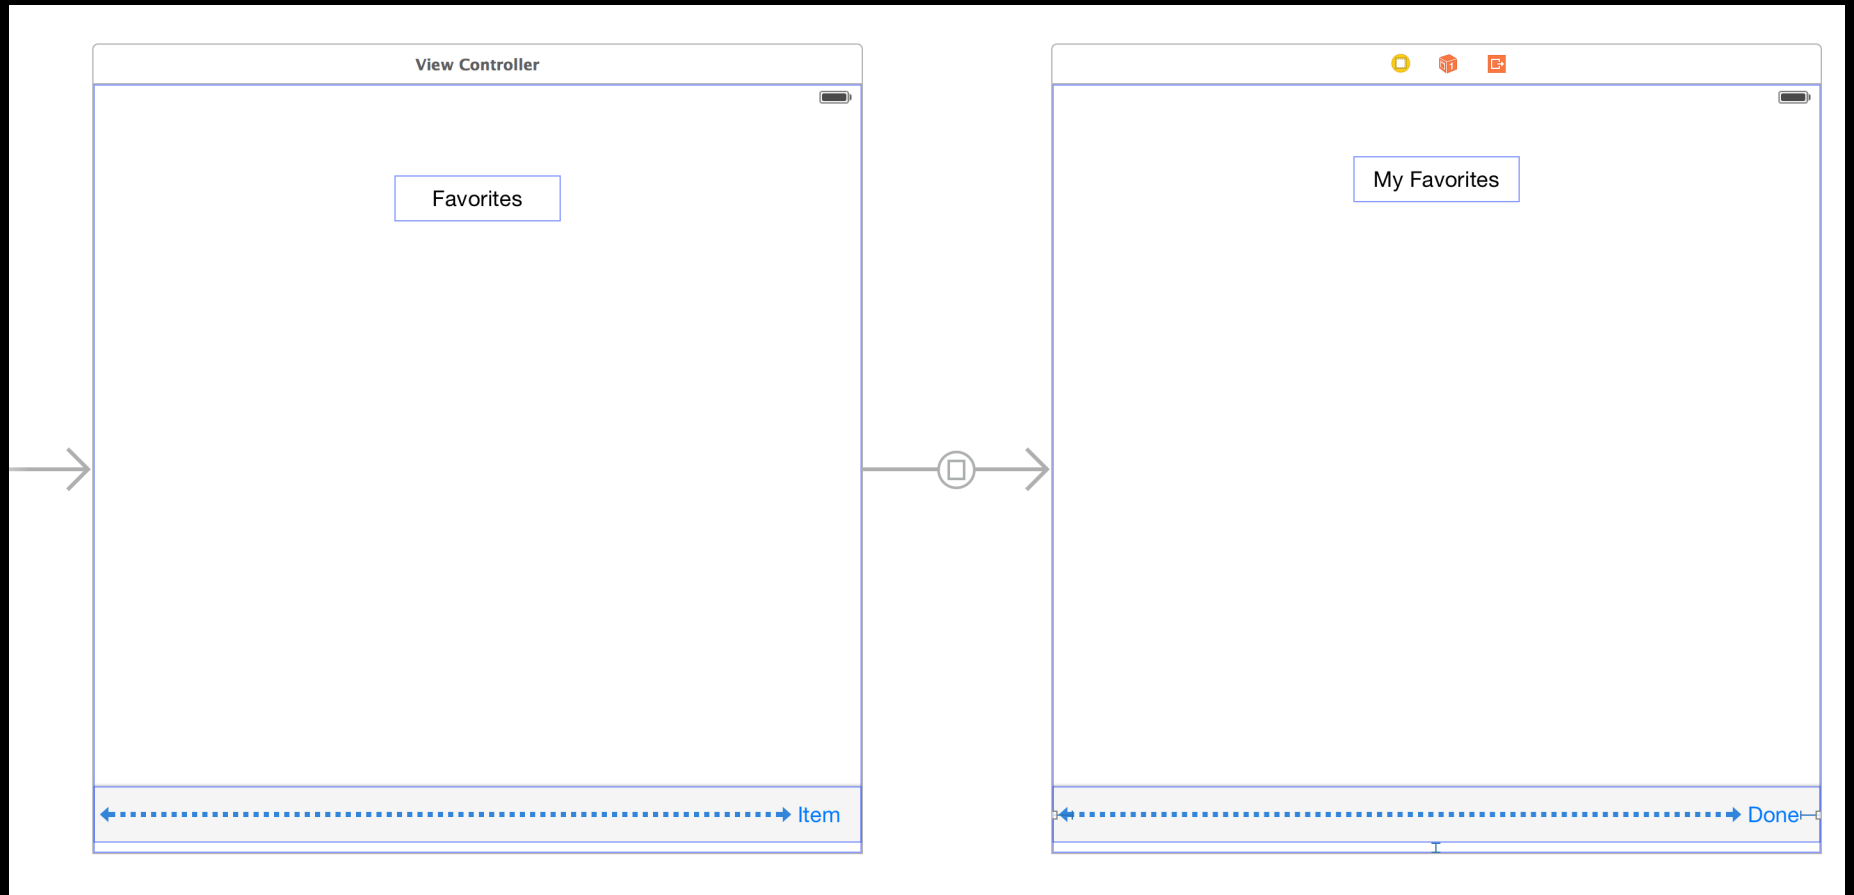 View Controller
Favorites
My Favorites
Item
Done